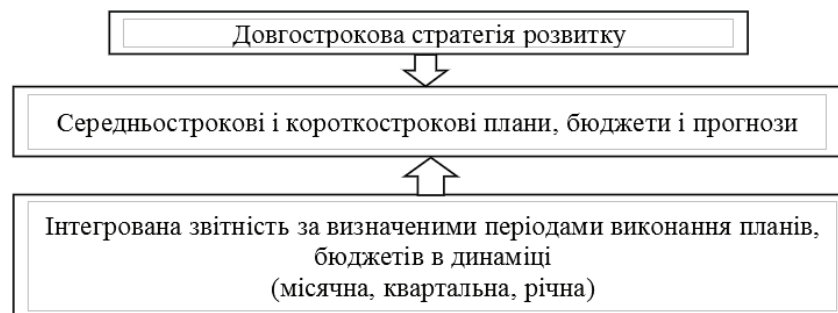 Довгострокова стратегія розвитку
Середньострокові і короткострокові плани, бюджети і прогнози
Інтегрована звітність за визначеними періодами виконання планів,
бюджетів в динаміці
(місячна, квартальна, річна)